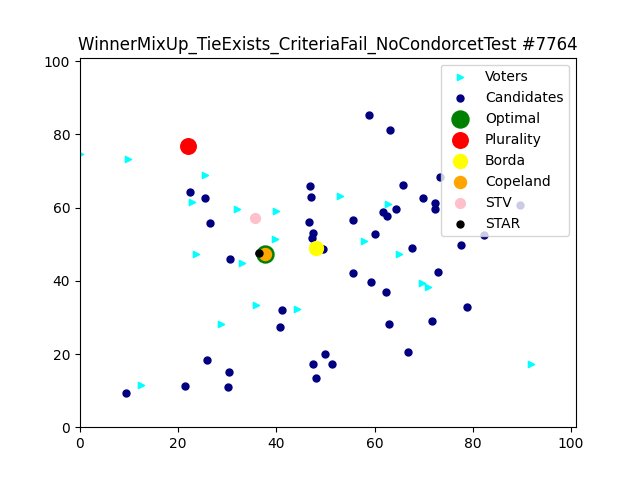 WinnerMixUp_TieExists_CriteriaFail_NoCondorcetTest #7764
100
80
60
40
20
0
0
20
40
60
80
100
Voters
Candidates
Optimal
Plurality
Borda
Copeland
STV
STAR